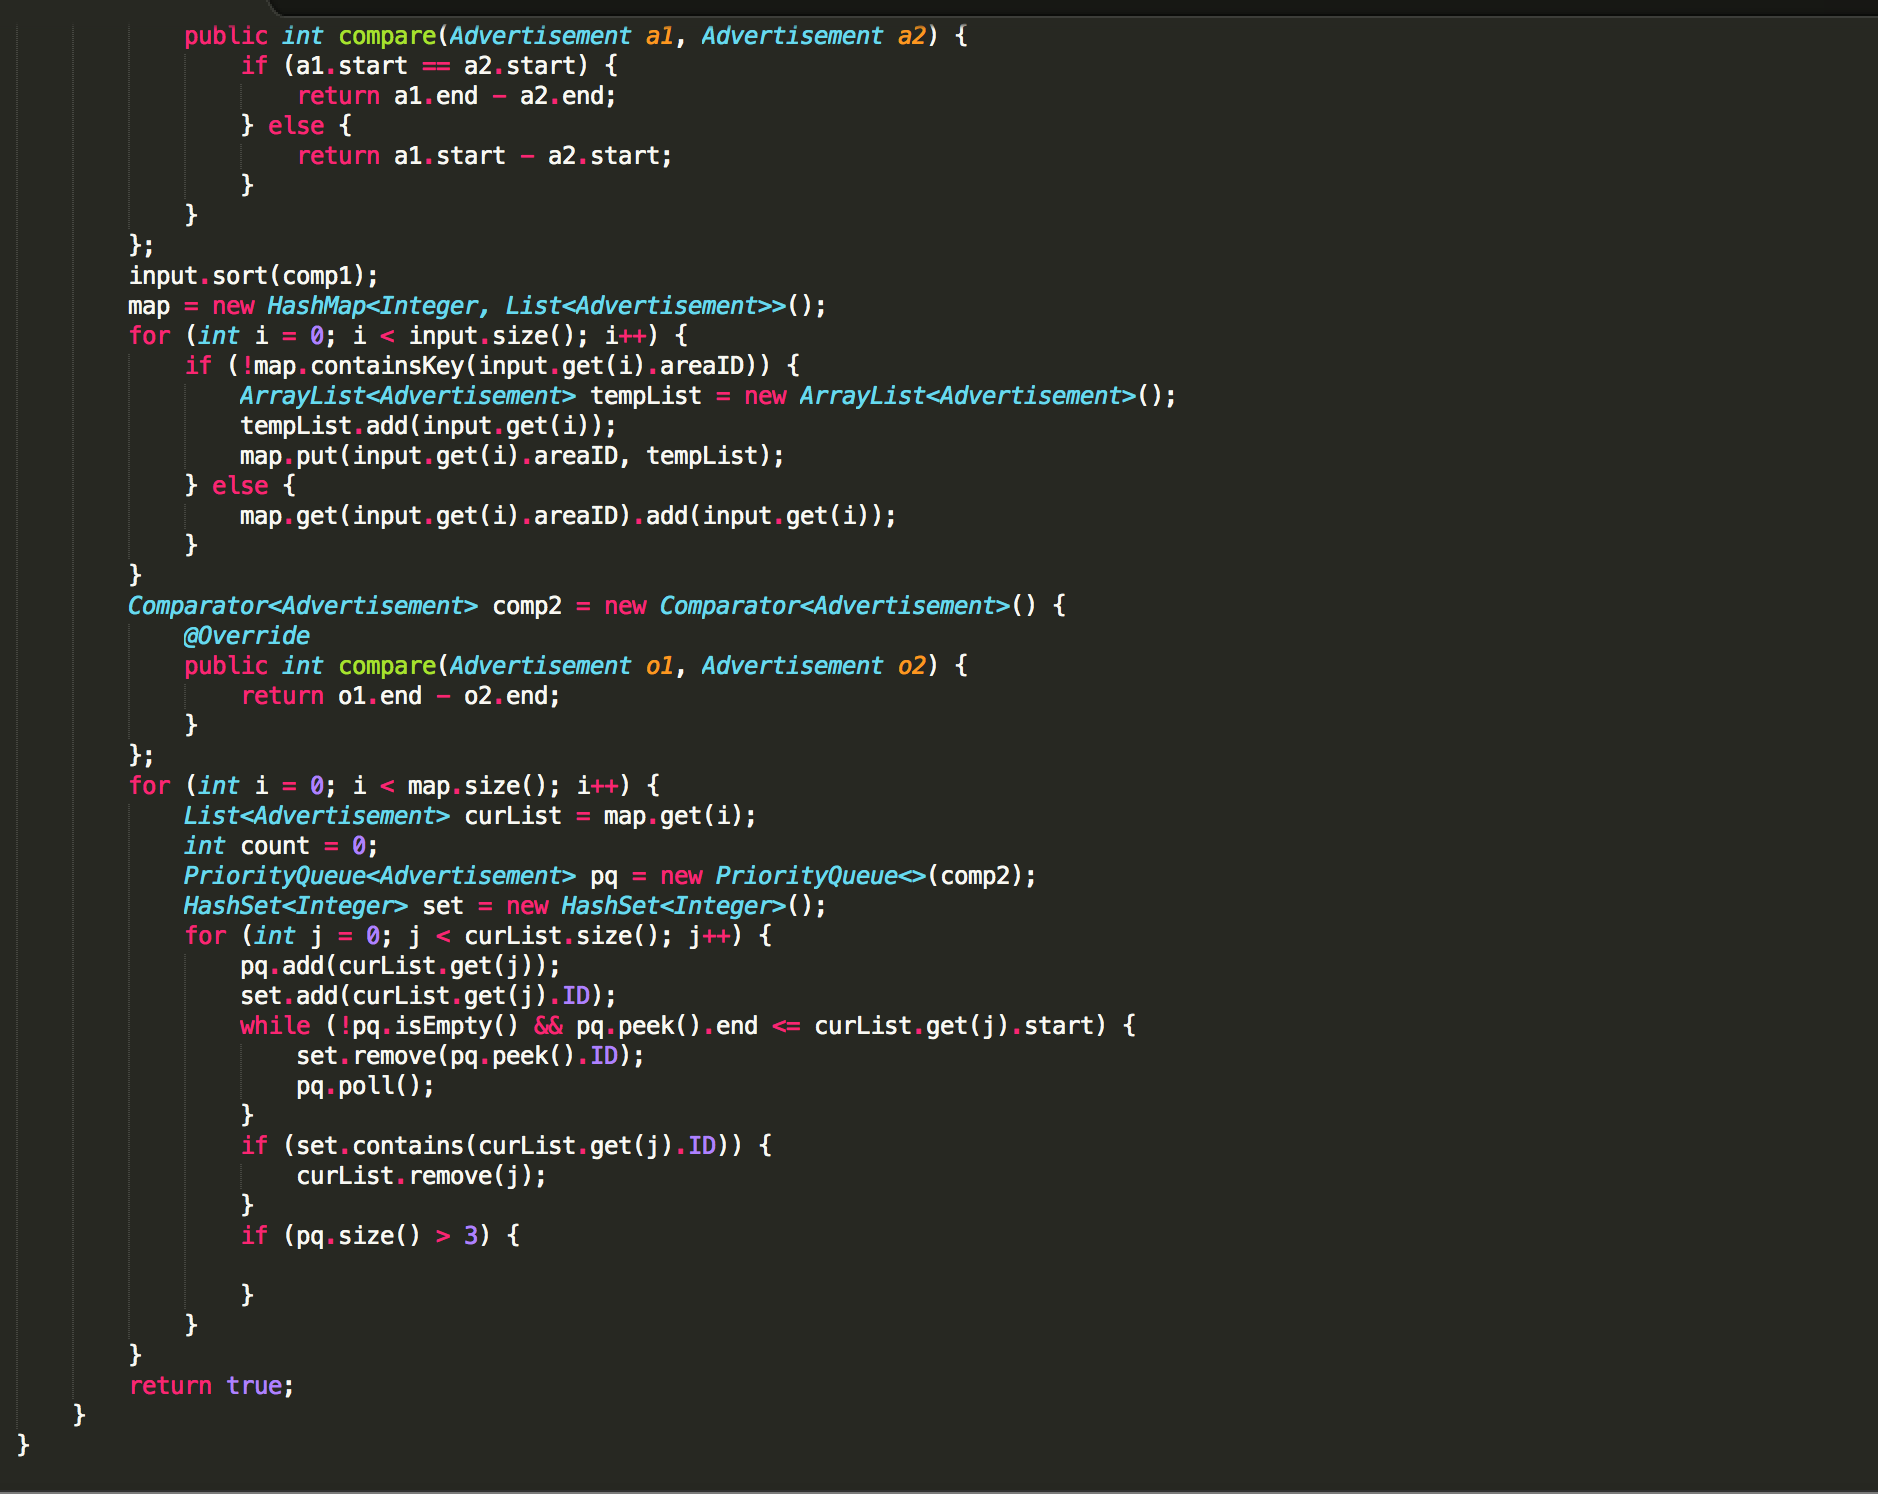 public int compare(Advertisement a1, Advertisement a2) {
if (a1.start == a2.start) {
return a1.end - a2.end;
} else {
return a1.start - a2.start;
}
}
};
input.sort(comp1);
map = new HashMap<Integer, List<Advertisement>>();
for (int i = 0; i < input.size(); i++) {
if (!map.containsKey(input.get(i).areaID)) {
ArrayList<Advertisement> tempList = new ArrayList<Advertisement>();
tempList.add(input.get(i));
map.put(input.get(i).areaID, tempList);
} else {
map.get(input.get(i).areaID).add(input.get(i));
}
}
Comparator<Advertisement> comp2 = new Comparator<Advertisement>() {
@Override
public int compare(Advertisement o1, Advertisement o2) {
return o1.end - o2.end;
}
};
for (int i = 0; i < map.size(); i++) {
List<Advertisement> curList = map.get(i);
int count = 0;
PriorityQueue<Advertisement> pq = new PriorityQueue<>(comp2);
HashSet<Integer> set = new HashSet<Integer>();
for (int j = 0; j < curList.size(); j++) {
pq.add(curList.get(j));
set.add(curList.get(j).ID);
while (!pq.isEmpty() && pq.peek().end <= curList.get(j).start) {
set.remove(pq.peek().ID);
pq.poll();
}
if (set.contains(curList.get(j).ID)) {
curList.remove(j);
}
if (pq.size() > 3) {
}
}
}
return true;
}
}